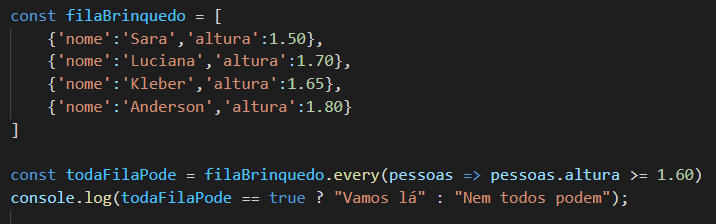 const filaBrinquedo = [
    {'nome':'Sara','altura':1.50},
    {'nome':'Luciana','altura':1.70},
    {'nome':'Kleber','altura':1.65},
    {'nome':'Anderson','altura':1.80}
]

const todaFilaPode = filaBrinquedo.every(pessoas => pessoas.altura >= 1.60)
console.log(todaFilaPode == true ? "Vamos lá" : "Nem todos podem");